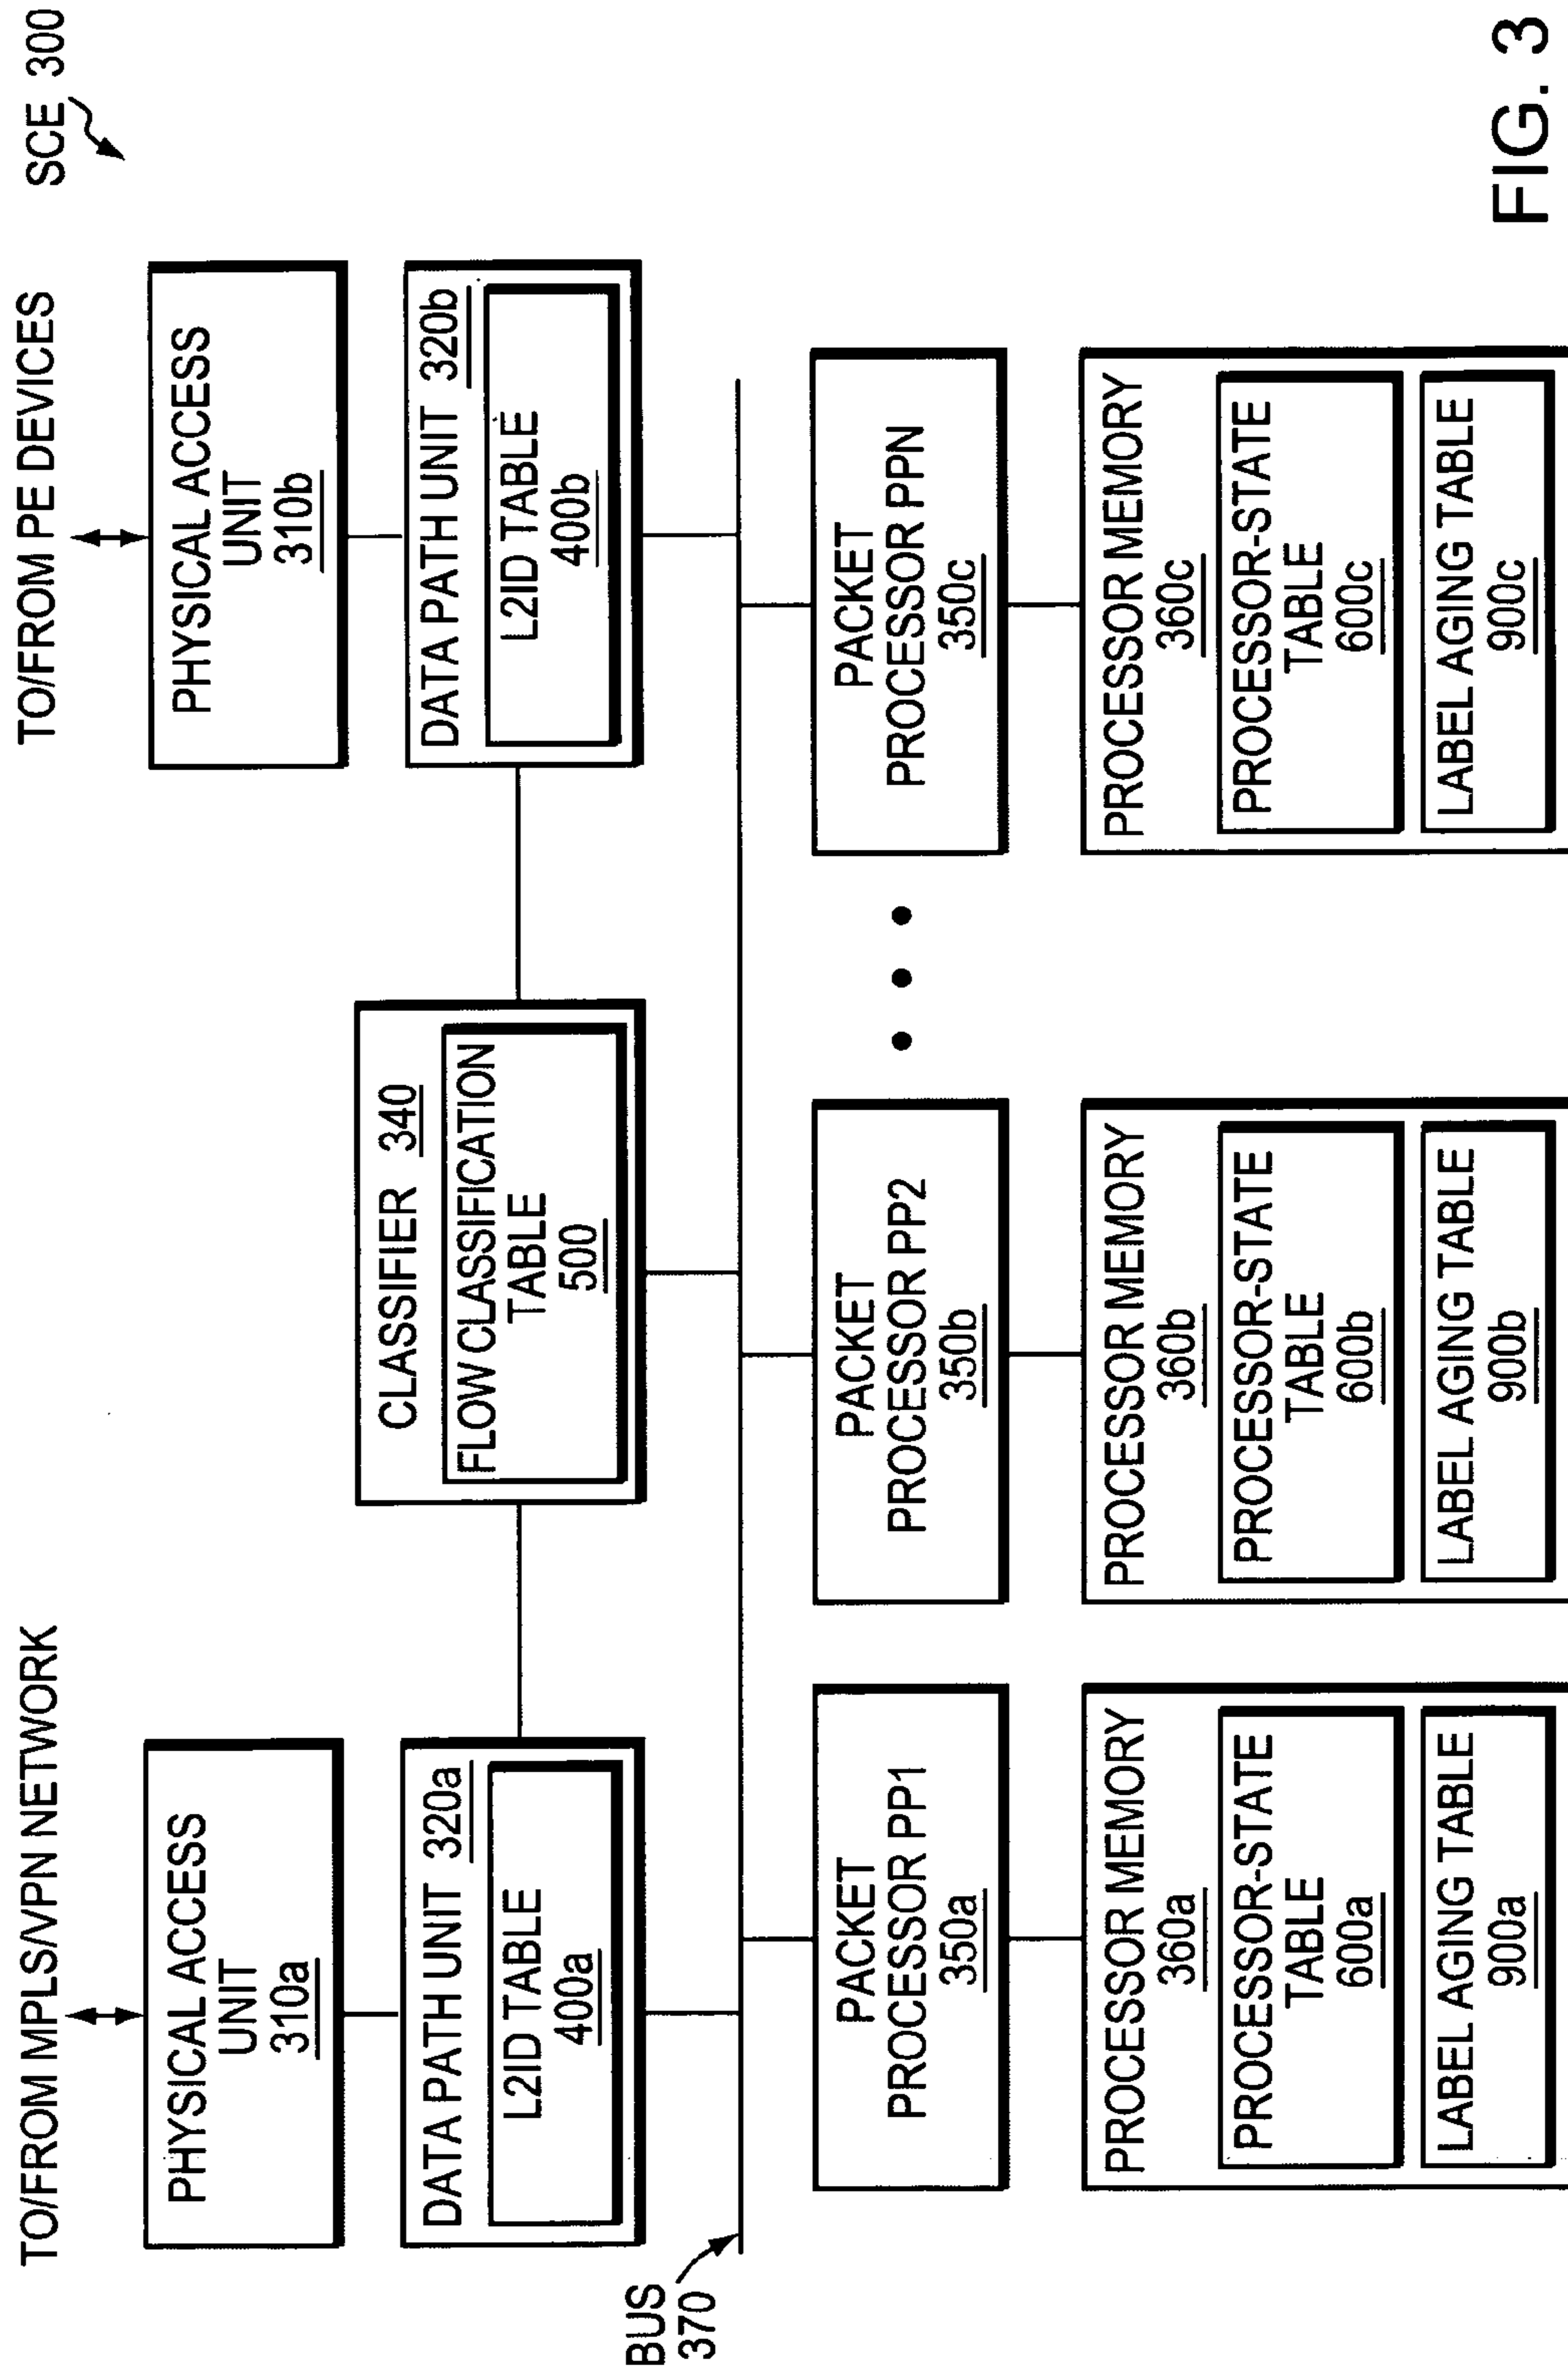 TO/FROM MPLS/VPN NETWORK
TO/FROM PE DEVICES
SCE 300
PHYSICAL ACCESS
UNIT
310a
PHYSICAL ACCESS
UNIT
310b
DATA PATH UNIT 320a
L2ID TABLE
400a
CLASSIFIER 340
FLOW CLASSIFICATION
TABLE
500
DATA PATH UNIT 320b
L2ID TABLE
400b
BUS
370
PACKET
PROCESSOR PP1
350a
PACKET
PROCESSOR PP2
350b
PACKET
PROCESSOR PPN
350c
PROCESSOR MEMORY
360a
PROCESSOR-STATE
TABLE
600a
LABEL AGING TABLE
900a
PROCESSOR MEMORY
360b
PROCESSOR-STATE
TABLE
600b
LABEL AGING TABLE
900b
PROCESSOR MEMORY
360c
PROCESSOR-STATE
TABLE
600c
LABEL AGING TABLE
900c
FIG. 3